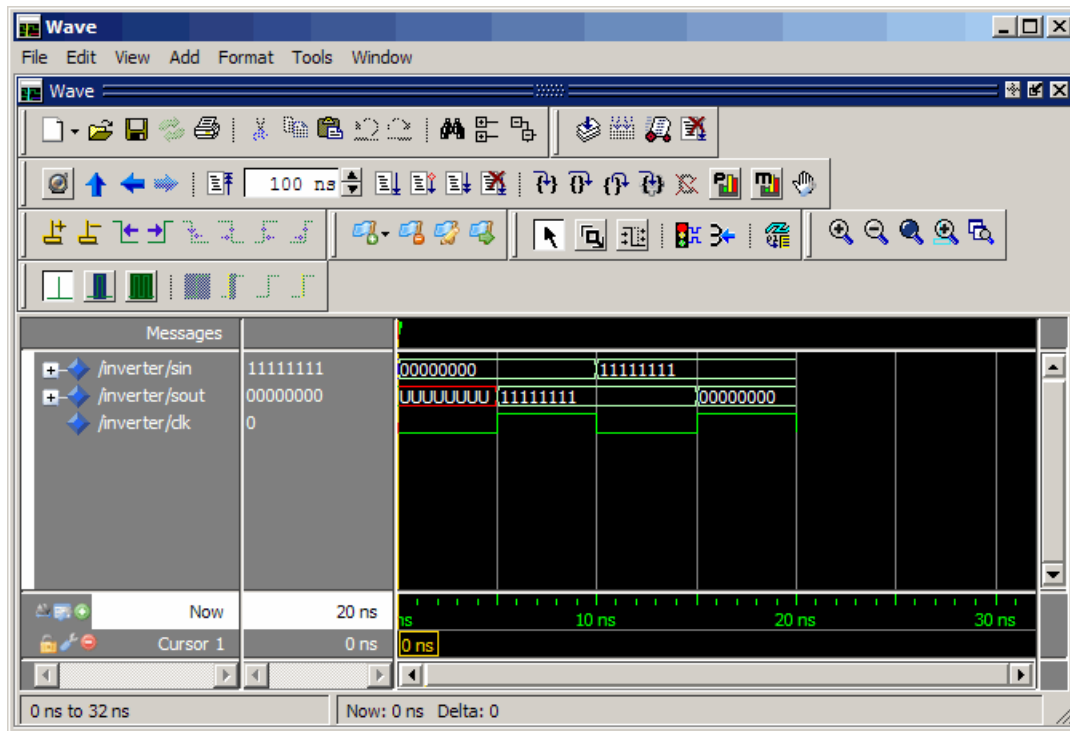 Wave
File Edit View Add Format Tools Window
Wave
100 ns
Messages
/inverter/sin 11111111 00000000 11111111
/inverter/sout 00000000 UUUUUUUU 11111111 00000000
/inverter/clk 0
Now 20 ns ns 10 ns 20 ns 30 ns
Cursor 1 0 ns 0 ns
0 ns to 32 ns Now: 0 ns Delta: 0